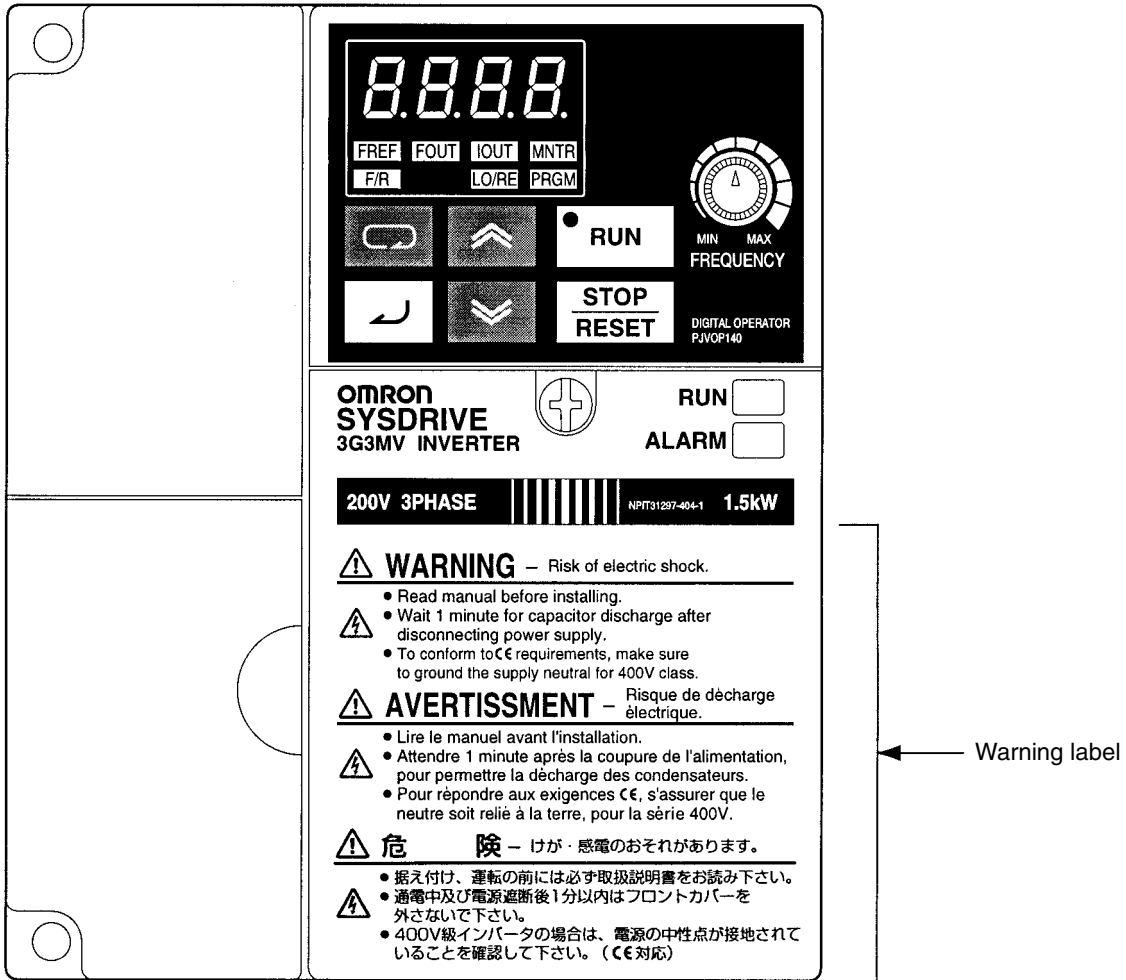 8.8.8.8.
FREF FOUT IOUT MNTR
F/R LO/RE PRGM
RUN
STOP
RESET
MIN MAX
FREQUENCY
DIGITAL OPERATOR
PJVOP140
OMRON
SYSDRIVE
3G3MV INVERTER
RUN
ALARM
200V 3PHASE NPIT31297-404-1 1.5kW
WARNING – Risk of electric shock.
● Read manual before installing.
● Wait 1 minute for capacitor discharge after
disconnecting power supply.
● To conform to CE requirements, make sure
to ground the supply neutral for 400V class.
AVERTISSMENT – Risque de dècharge
èlectrique.
● Lire le manuel avant l'installation.
● Attendre 1 minute après la coupure de l'alimentation,
pour permettre la dècharge des condensateurs.
● Pour rèpondre aux exigences CE, s'assurer que le
neutre soit relié à la terre, pour la sèrie 400V.
危 険 – けが・感電のおそれがあります。
● 据え付け、運転の前には必ず取扱説明書をお読み下さい。
● 通電中及び電源遮断後1分以内はフロントカバーを
外さないで下さい。
● 400V級インバータの場合は、電源の中性点が接地されて
いることを確認して下さい。（CE対応）
Warning label